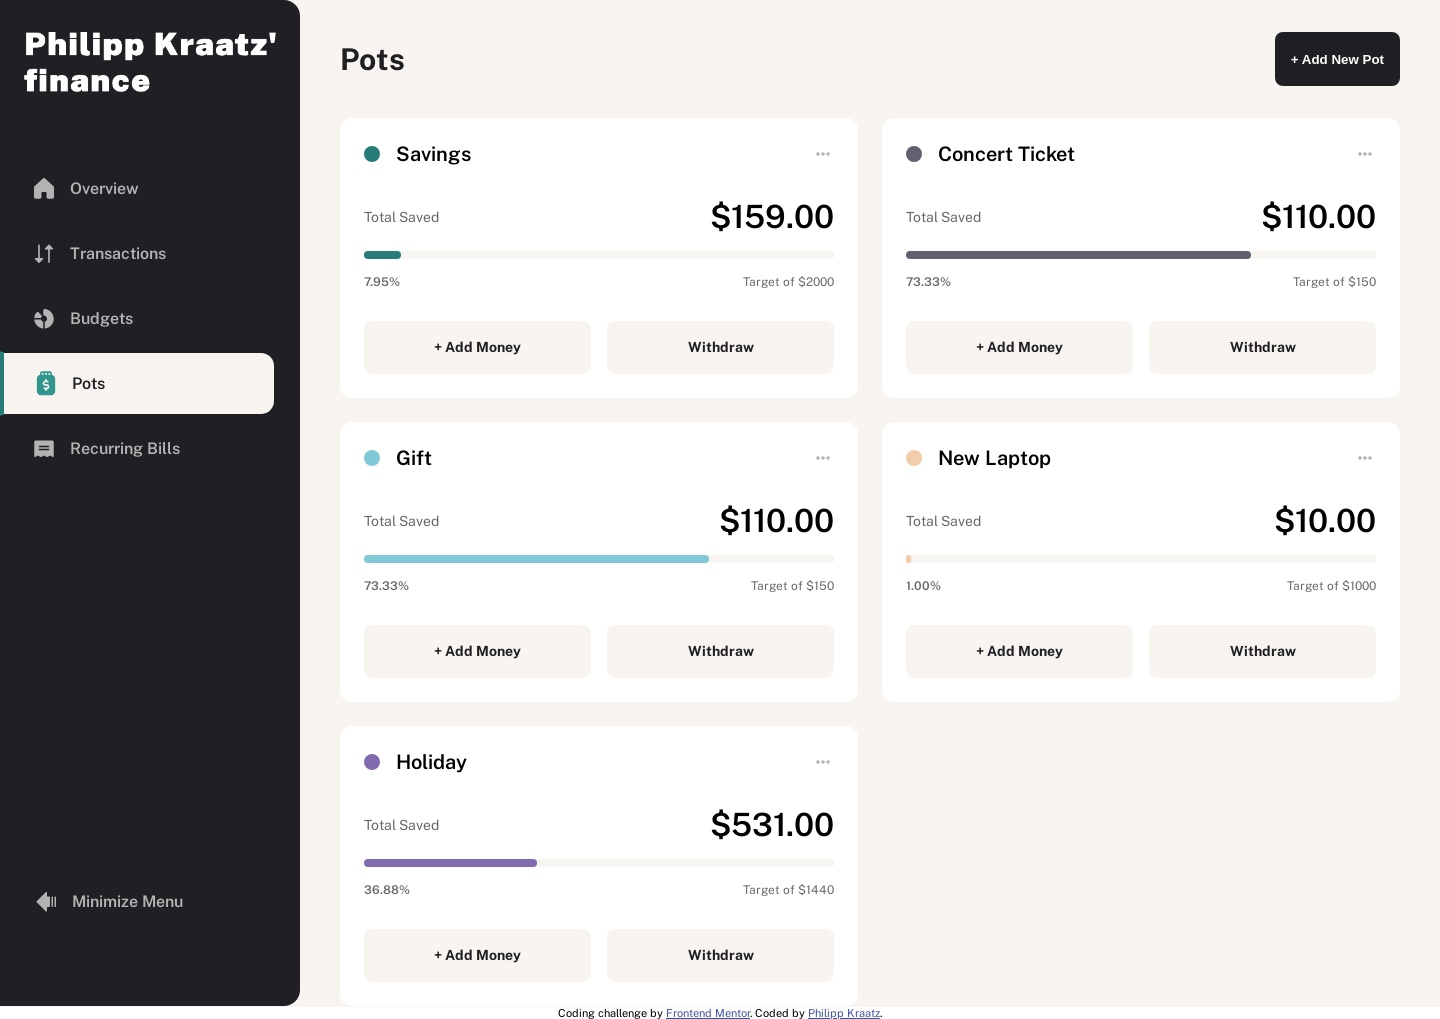 Philipp Kraatz'
finance
Overview
Transactions
Budgets
Pots
Recurring Bills
Minimize Menu
Pots
+ Add New Pot
Savings
Total Saved
$159.00
7.95%
Target of $2000
+ Add Money
Withdraw
Concert Ticket
Total Saved
$110.00
73.33%
Target of $150
+ Add Money
Withdraw
Gift
Total Saved
$110.00
73.33%
Target of $150
+ Add Money
Withdraw
New Laptop
Total Saved
$10.00
1.00%
Target of $1000
+ Add Money
Withdraw
Holiday
Total Saved
$531.00
36.88%
Target of $1440
+ Add Money
Withdraw
Coding challenge by Frontend Mentor. Coded by Philipp Kraatz.